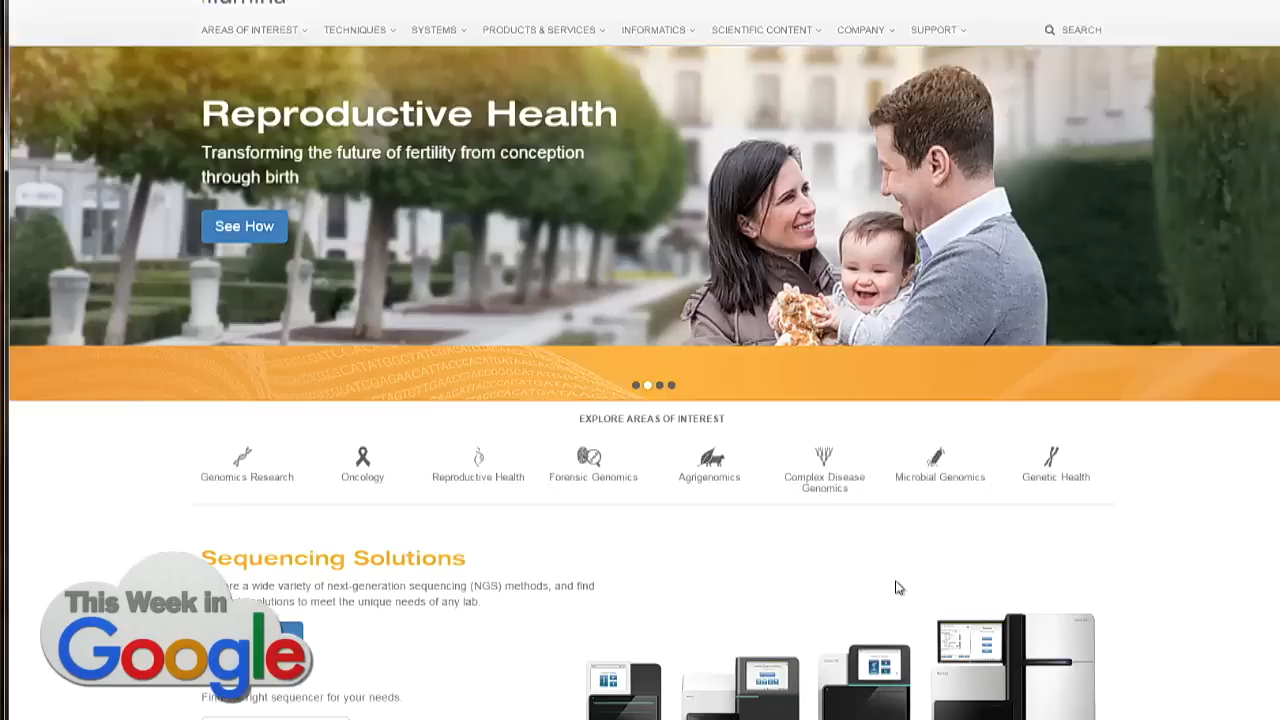 AREAS OF INTEREST TECHNIQUES SYSTEMS PRODUCTS & SERVICES INFORMATICS SCIENTIFIC CONTENT COMPANY SUPPORT SEARCH
Reproductive Health
Transforming the future of fertility from conception
through birth
See How
EXPLORE AREAS OF INTEREST
Genomics Research
Oncology
Reproductive Health
Forensic Genomics
Agrigenomics
Complex Disease
Genomics
Microbial Genomics
Genetic Health
Sequencing Solutions
a wide variety of next-generation sequencing (NGS) methods, and find
solutions to meet the unique needs of any lab.
right sequencer for your needs.
This Week in
Google